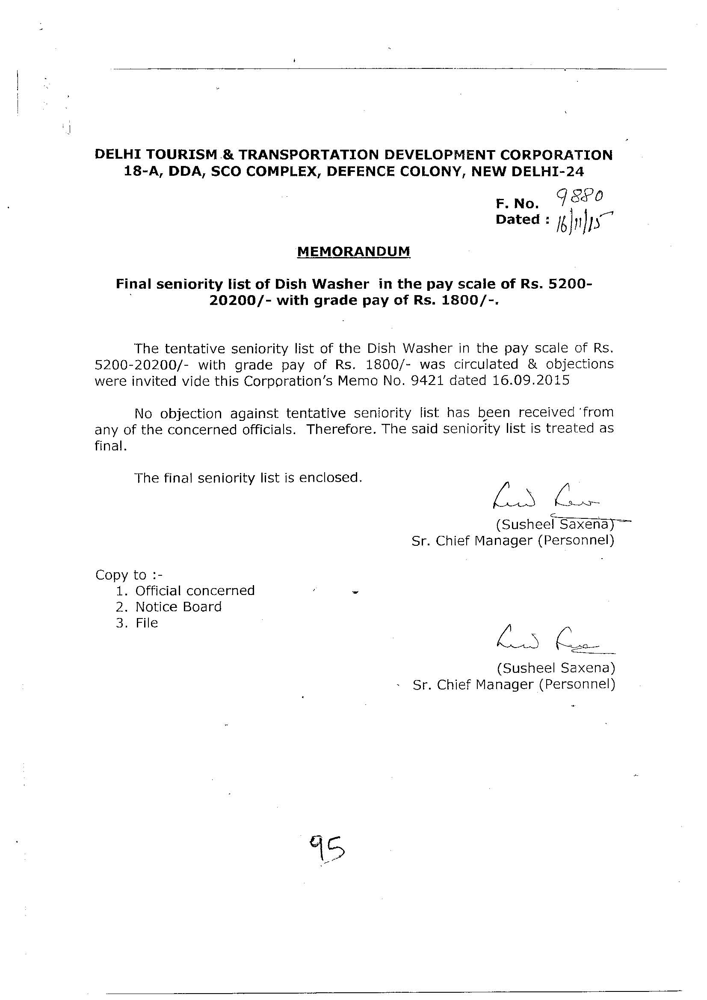 DELHI TOURISM & TRANSPORTATION DEVELOPMENT CORPORATION
18-A, DDA, SCO COMPLEX, DEFENCE COLONY, NEW DELHI-24
F. No. 9880
Dated : 16/11/15
MEMORANDUM
Final seniority list of Dish Washer in the pay scale of Rs. 5200-
20200/- with grade pay of Rs. 1800/-.
The tentative seniority list of the Dish Washer in the pay scale of Rs.
5200-20200/- with grade pay of Rs. 1800/- was circulated & objections
were invited vide this Corporation's Memo No. 9421 dated 16.09.2015
No objection against tentative seniority list has been received from
any of the concerned officials. Therefore. The said seniority list is treated as
final.
The final seniority list is enclosed.
(Susheel Saxena)
Sr. Chief Manager (Personnel)
Copy to :-
1. Official concerned
2. Notice Board
3. File
(Susheel Saxena)
Sr. Chief Manager (Personnel)
95